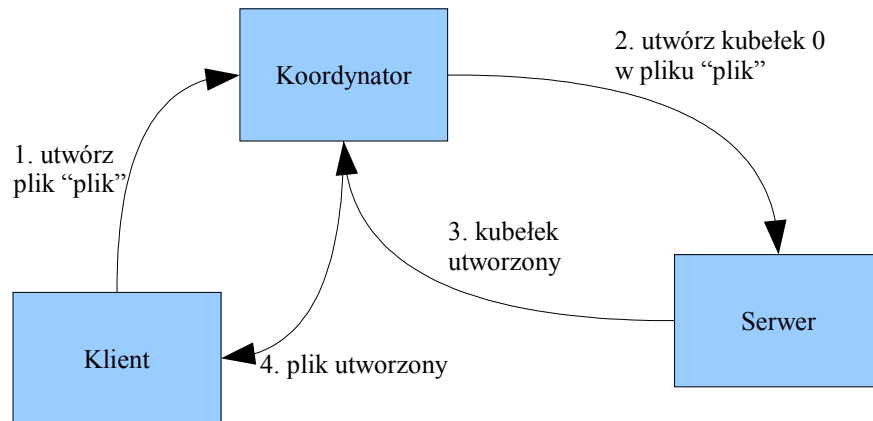 Koordynator
1. utwórz
plik “plik”
2. utwórz kubełek 0
w pliku “plik”
3. kubełek
utworzony
Serwer
Klient
4. plik utworzony